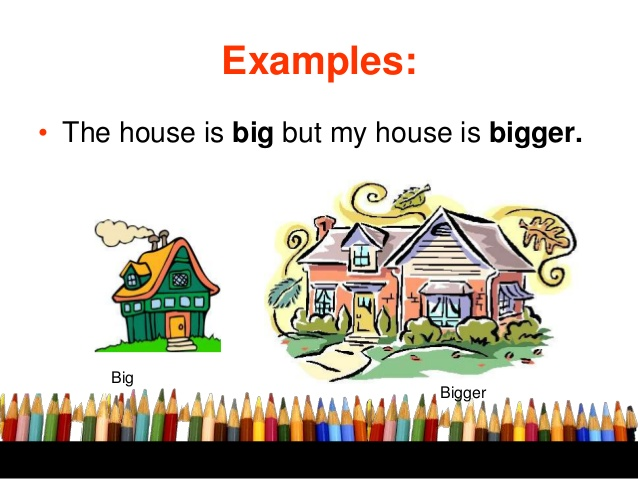 Examples:
• The house is big but my house is bigger.
Big
Bigger